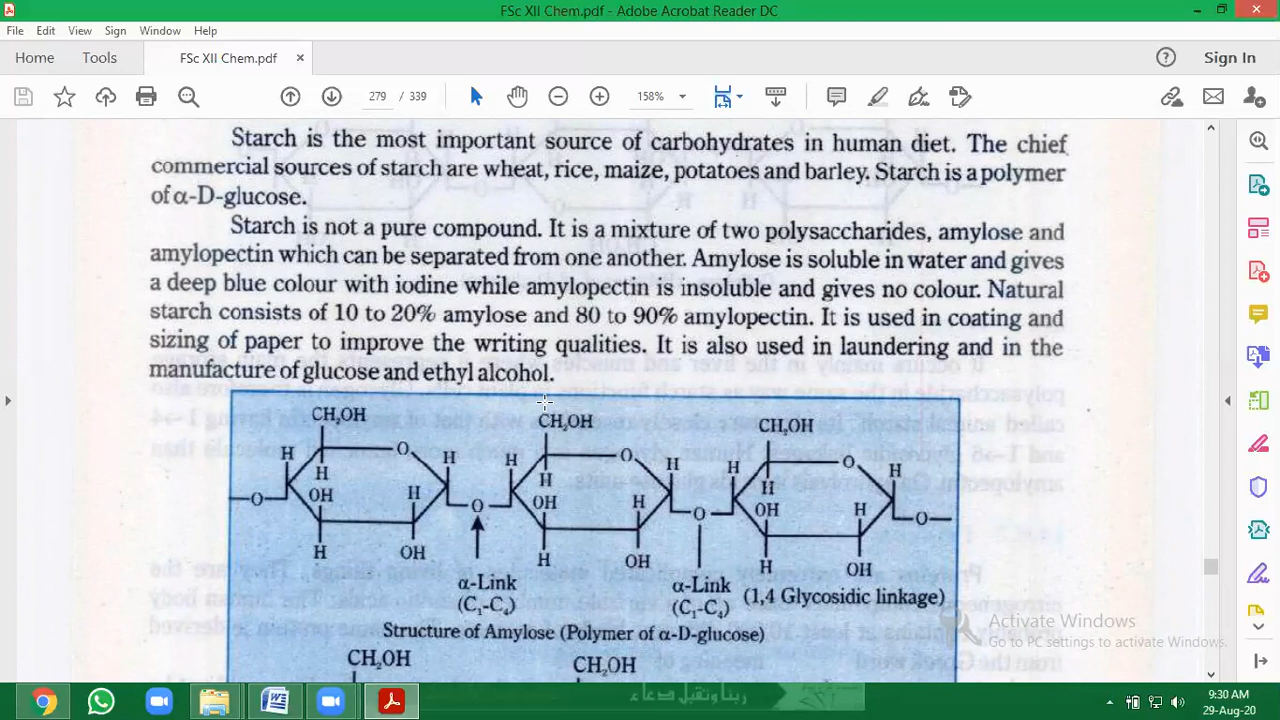 FSc XII Chem.pdf - Adobe Acrobat Reader DC
File Edit View Sign Window Help
Home Tools FSc XII Chem.pdf × Sign In
279 / 339 158%
Starch is the most important source of carbohydrates in human diet. The chief
commercial sources of starch are wheat, rice, maize, potatoes and barley. Starch is a polymer
of α-D-glucose.
Starch is not a pure compound. It is a mixture of two polysaccharides, amylose and
amylopectin which can be separated from one another. Amylose is soluble in water and gives
a deep blue colour with iodine while amylopectin is insoluble and gives no colour. Natural
starch consists of 10 to 20% amylose and 80 to 90% amylopectin. It is used in coating and
sizing of paper to improve the writing qualities. It is also used in laundering and in the
manufacture of glucose and ethyl alcohol.
CH₂OH CH₂OH CH₂OH
H O H H O H H O H
H H H
O OH H O OH H O OH H O
H OH H OH H OH
α-Link α-Link (1,4 Glycosidic linkage)
(C₁-C₄) (C₁-C₄)
Structure of Amylose (Polymer of α-D-glucose)
CH₂OH CH₂OH
Activate Windows
Go to PC settings to activate Windows.
ربنا وتقبل دعاء
9:30 AM
29-Aug-20